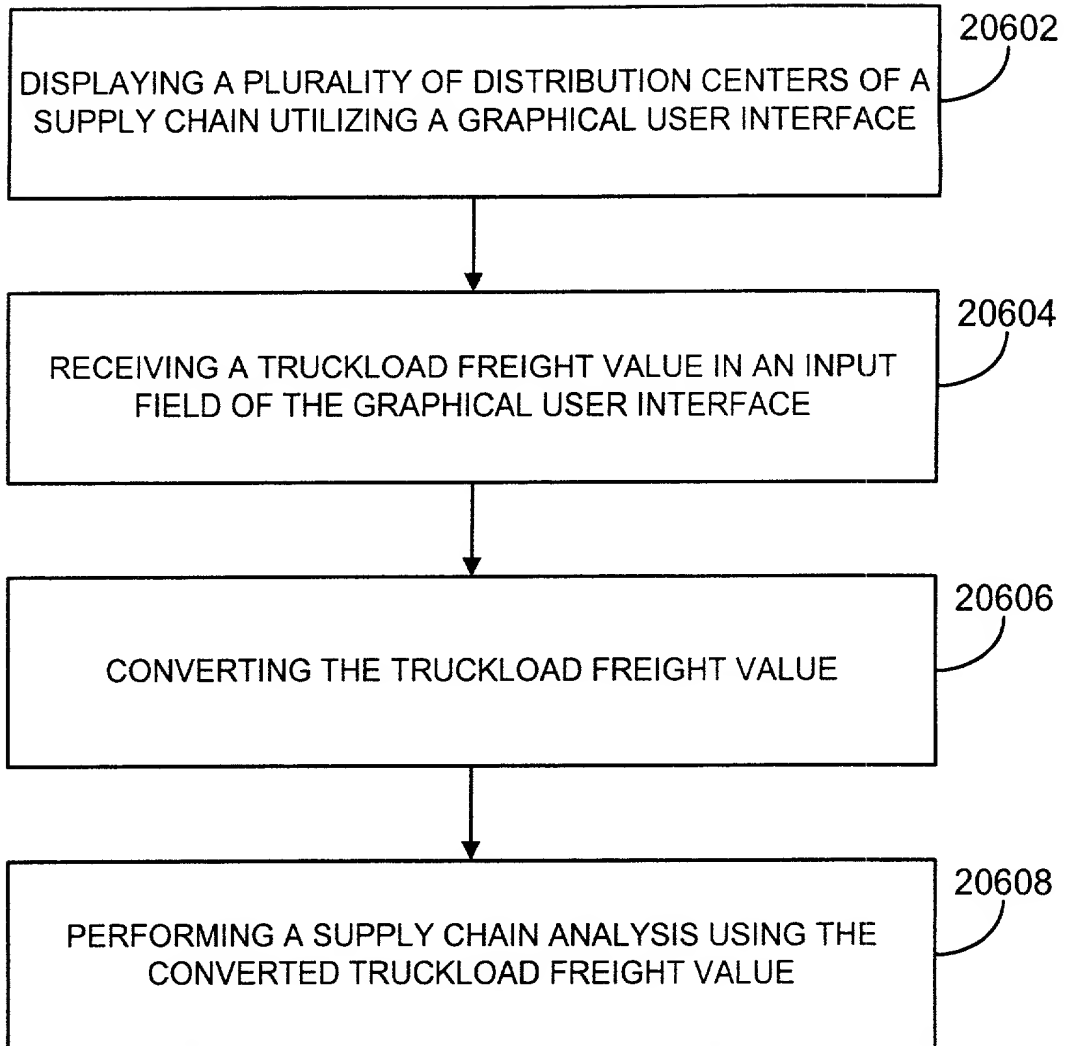 20602
DISPLAYING A PLURALITY OF DISTRIBUTION CENTERS OF A
SUPPLY CHAIN UTILIZING A GRAPHICAL USER INTERFACE
20604
RECEIVING A TRUCKLOAD FREIGHT VALUE IN AN INPUT
FIELD OF THE GRAPHICAL USER INTERFACE
20606
CONVERTING THE TRUCKLOAD FREIGHT VALUE
20608
PERFORMING A SUPPLY CHAIN ANALYSIS USING THE
CONVERTED TRUCKLOAD FREIGHT VALUE